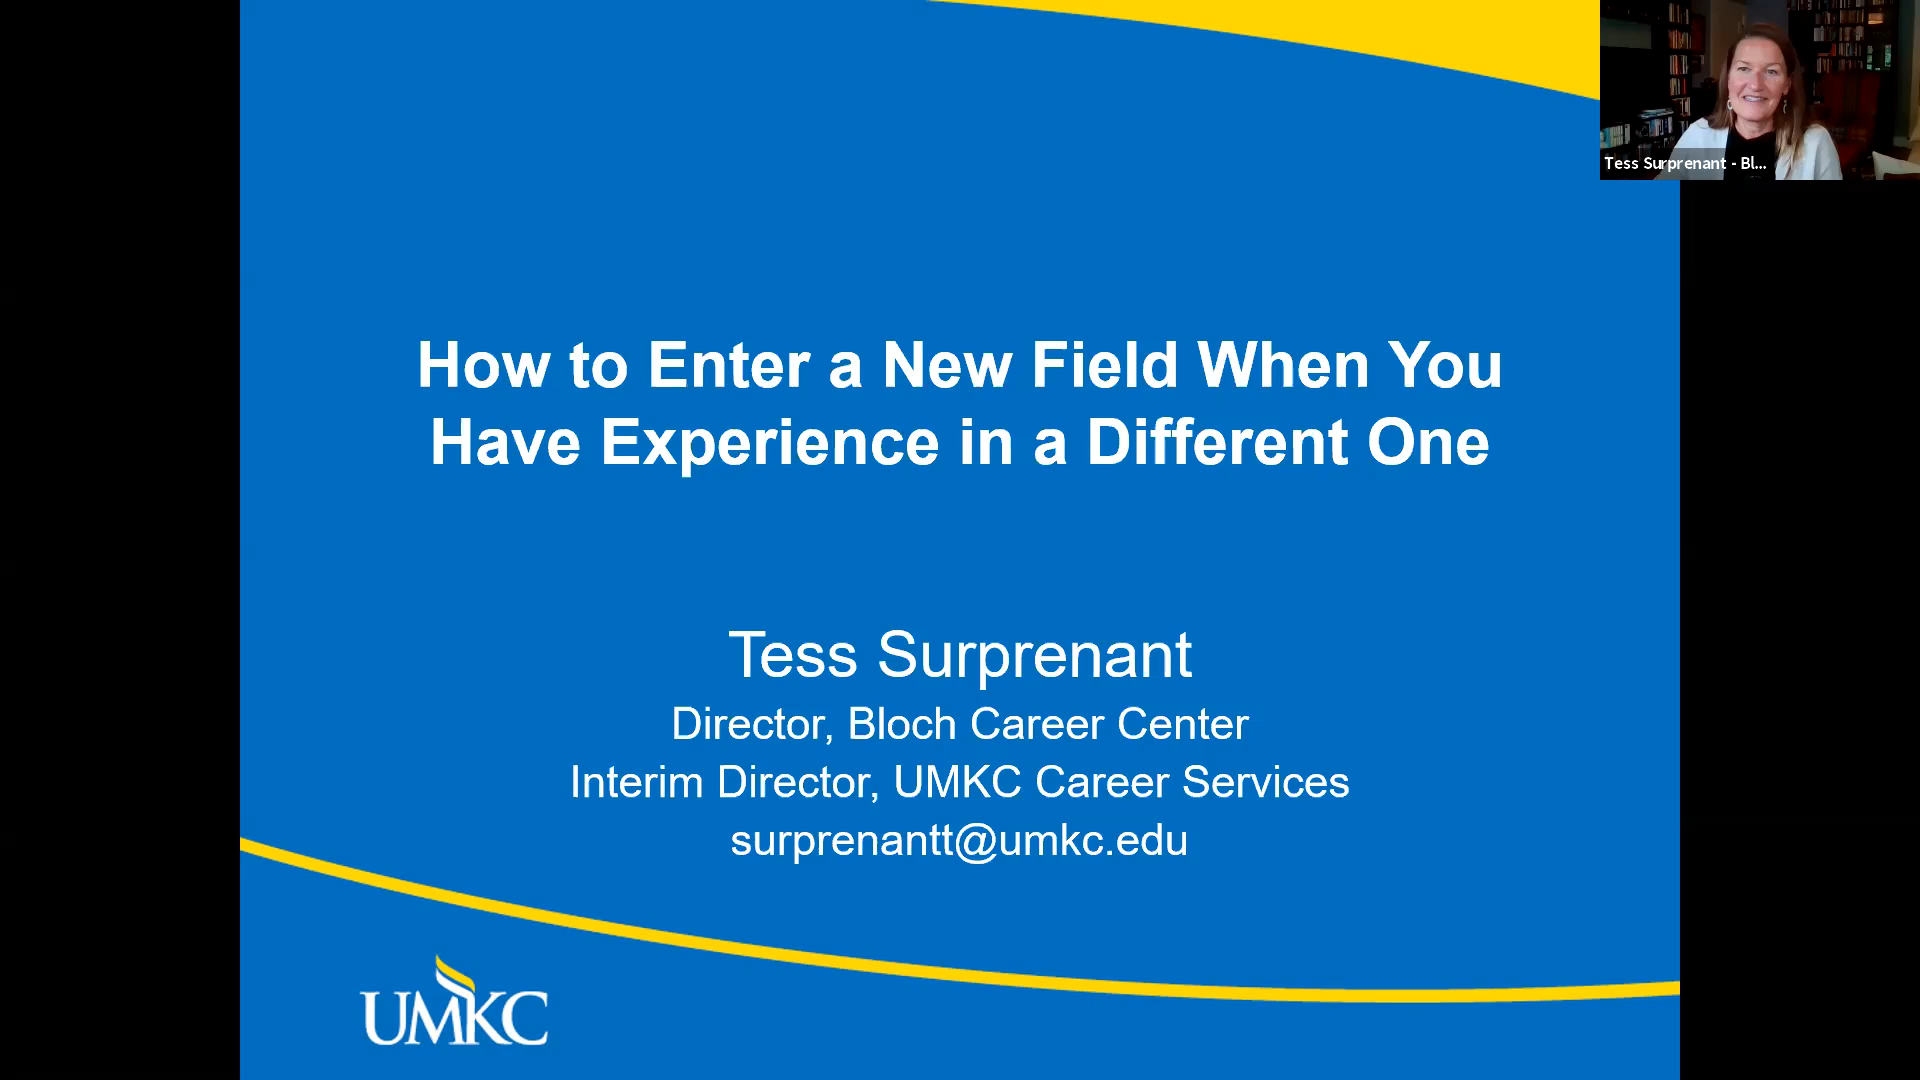 Tess Surprenant - Bl...
How to Enter a New Field When You
Have Experience in a Different One
Tess Surprenant
Director, Bloch Career Center
Interim Director, UMKC Career Services
surprenantt@umkc.edu
UMKC